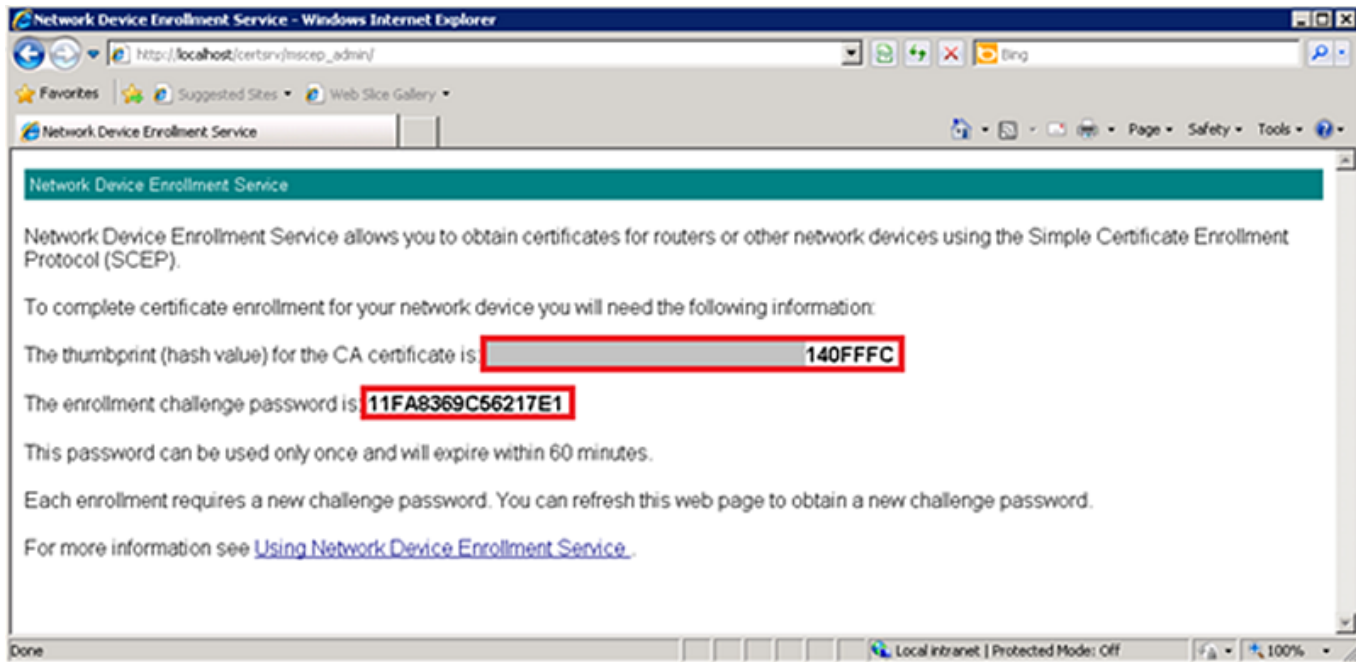 Network Device Enrollment Service - Windows Internet Explorer
http://localhost/certsrv/mscep_admin/
Bing
Favorites Suggested Sites Web Slice Gallery
Network Device Enrollment Service Page Safety Tools
Network Device Enrollment Service
Network Device Enrollment Service allows you to obtain certificates for routers or other network devices using the Simple Certificate Enrollment
Protocol (SCEP).
To complete certificate enrollment for your network device you will need the following information:
The thumbprint (hash value) for the CA certificate is: 140FFFC
The enrollment challenge password is: 11FA8369C56217E1
This password can be used only once and will expire within 60 minutes.
Each enrollment requires a new challenge password. You can refresh this web page to obtain a new challenge password.
For more information see Using Network Device Enrollment Service .
Done Local intranet | Protected Mode: Off 100%